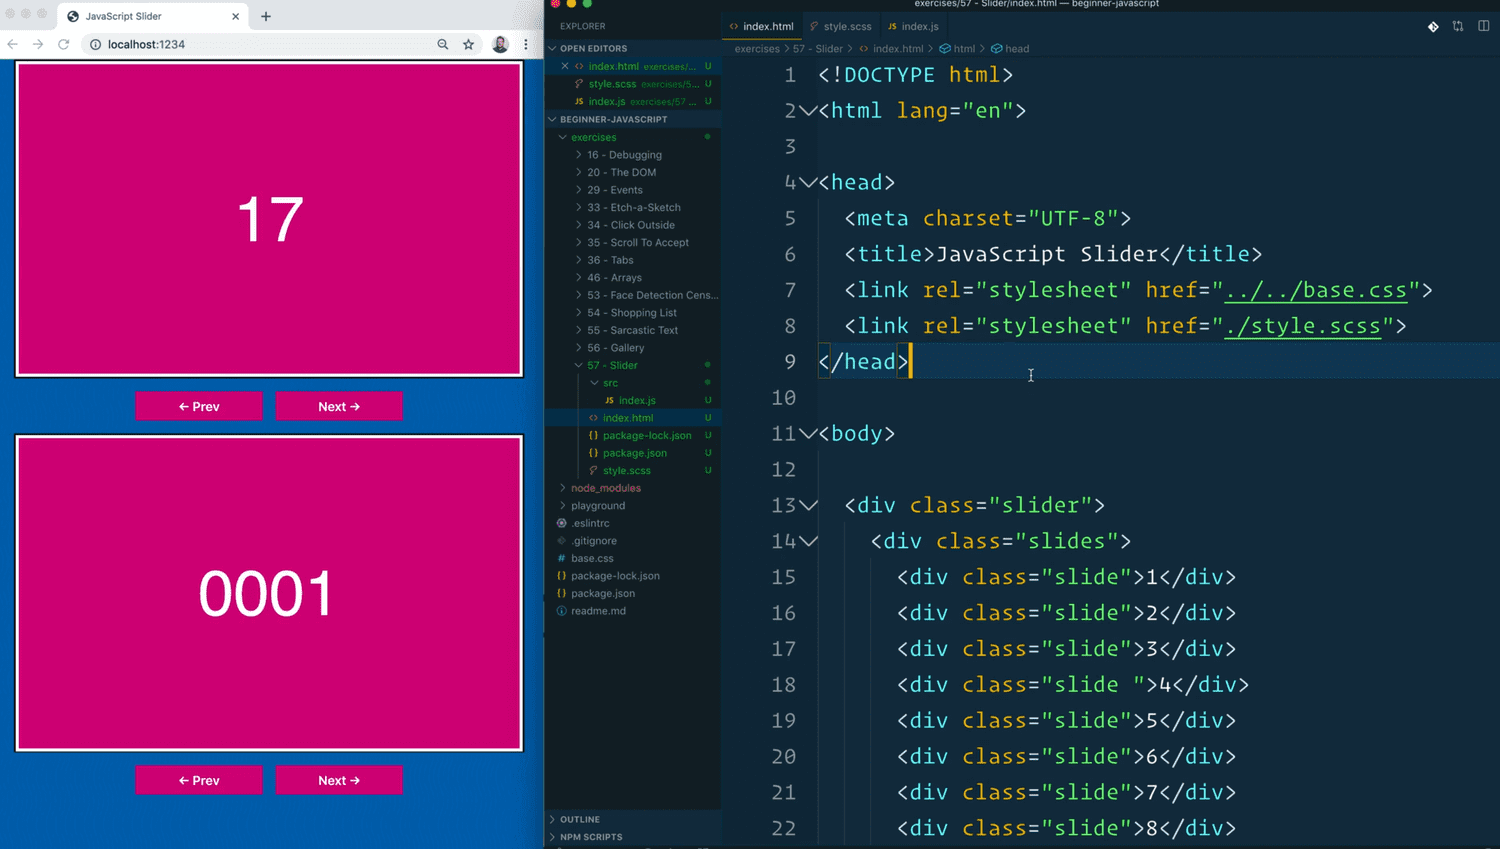 JavaScript Slider
localhost:1234
17
← Prev
Next →
0001
← Prev
Next →
exercises/57 - Slider/index.html — beginner-javascript
EXPLORER
OPEN EDITORS
index.html exercises/... U
style.scss exercises/5... U
JS index.js exercises/57 ... U
BEGINNER-JAVASCRIPT
exercises
16 - Debugging
20 - The DOM
29 - Events
33 - Etch-a-Sketch
34 - Click Outside
35 - Scroll To Accept
36 - Tabs
46 - Arrays
53 - Face Detection Cens...
54 - Shopping List
55 - Sarcastic Text
56 - Gallery
57 - Slider
src
JS index.js U
<> index.html U
{} package-lock.json U
{} package.json U
style.scss U
node_modules
playground
.eslintrc
.gitignore
# base.css
{} package-lock.json
{} package.json
readme.md
OUTLINE
NPM SCRIPTS
<> index.html
style.scss
JS index.js
exercises > 57 - Slider > <> index.html > html > head
1 <!DOCTYPE html>
2 <html lang="en">
3
4 <head>
5 <meta charset="UTF-8">
6 <title>JavaScript Slider</title>
7 <link rel="stylesheet" href="../../base.css">
8 <link rel="stylesheet" href="./style.scss">
9 </head>
10
11 <body>
12
13 <div class="slider">
14 <div class="slides">
15 <div class="slide">1</div>
16 <div class="slide">2</div>
17 <div class="slide">3</div>
18 <div class="slide ">4</div>
19 <div class="slide">5</div>
20 <div class="slide">6</div>
21 <div class="slide">7</div>
22 <div class="slide">8</div>